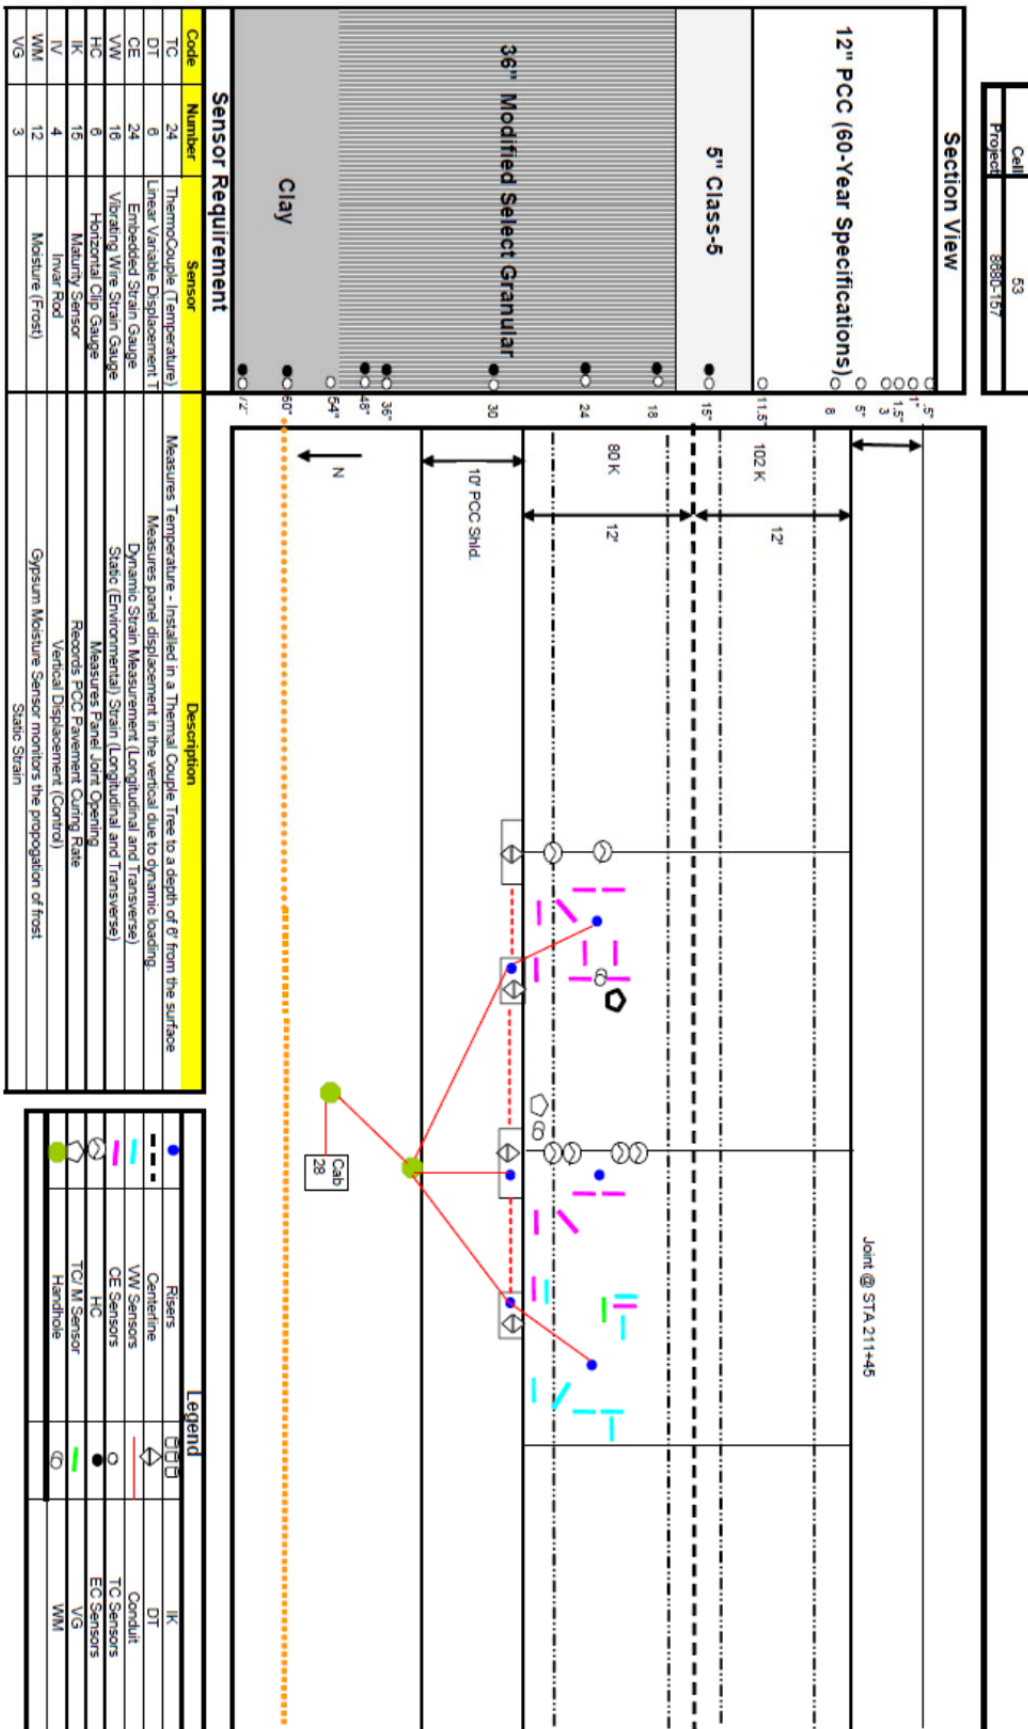 Cell 53
Project 8680-157
Section View
12" PCC (60-Year Specifications)
5" Class-5
36" Modified Select Granular
Clay
.5"
1"
1.5"
3
5"
8
11.5"
15"
18
24
30
36"
48"
54"
60"
72"
102 K
12'
80 K
12'
10' PCC Shld.
N
Joint @ STA 211+45
Cab
28
Sensor Requirement
Code Number Sensor Description
TC 24 ThermoCouple (Temperature) Measures Temperature - Installed in a Thermal Couple Tree to a depth of 6' from the surface
DT 6 Linear Variable Displacement T Measures panel displacement in the vertical due to dynamic loading.
CE 24 Embedded Strain Gauge Dynamic Strain Measurement (Longitudinal and Transverse)
VW 16 Vibrating Wire Strain Gauge Static (Environmental) Strain (Longitudinal and Transverse)
HC 6 Horizontal Clip Gauge Measures Panel Joint Opening
IK 15 Maturity Sensor Records PCC Pavement Curing Rate
IV 4 Invar Rod Vertical Displacement (Control)
WM 12 Moisture (Frost) Gypsum Moisture Sensor monitors the propogation of frost
VG 3 Static Strain
Legend
Risers IK
Centerline DT
VW Sensors Conduit
CE Sensors TC Sensors
HC EC Sensors
TC/ M Sensor VG
Handhole WM